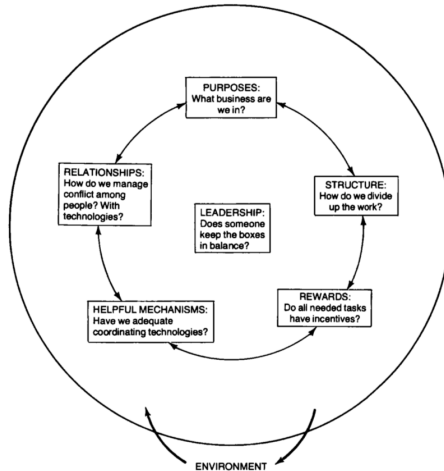 PURPOSES:
What business are
we in?
RELATIONSHIPS:
How do we manage
conflict among
people? With
technologies?
STRUCTURE:
How do we divide
up the work?
LEADERSHIP:
Does someone
keep the boxes
in balance?
HELPFUL MECHANISMS:
Have we adequate
coordinating technologies?
REWARDS:
Do all needed tasks
have incentives?
ENVIRONMENT